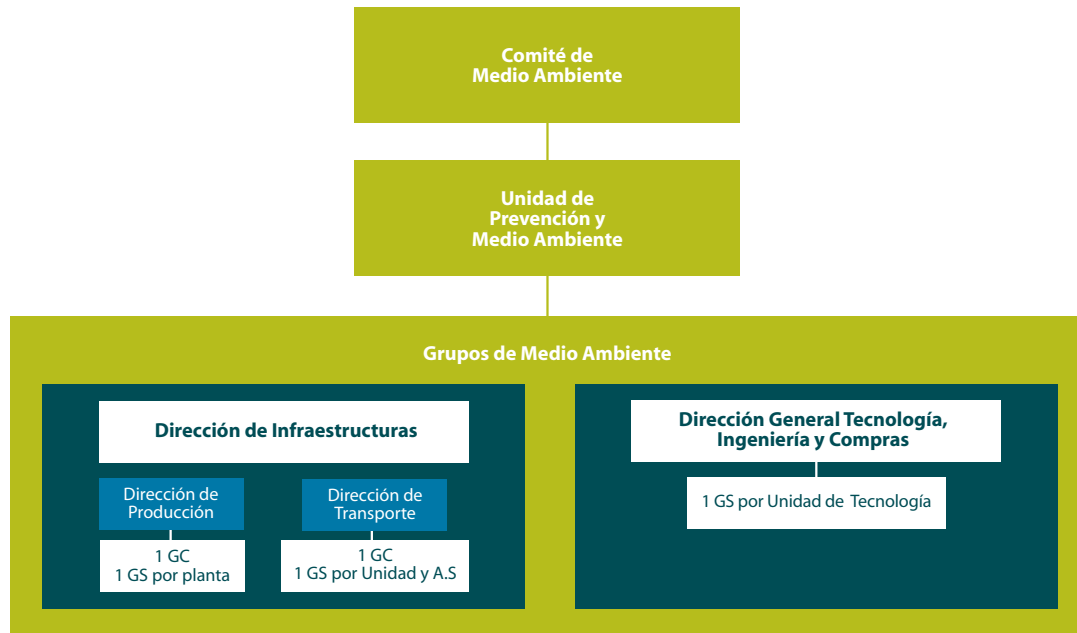 Comité de
Medio Ambiente
Unidad de
Prevención y
Medio Ambiente
Grupos de Medio Ambiente
Dirección de Infraestructuras
Dirección de
Producción
1 GC
1 GS por planta
Dirección de
Transporte
1 GC
1 GS por Unidad y A.S
Dirección General Tecnología,
Ingeniería y Compras
1 GS por Unidad de Tecnología